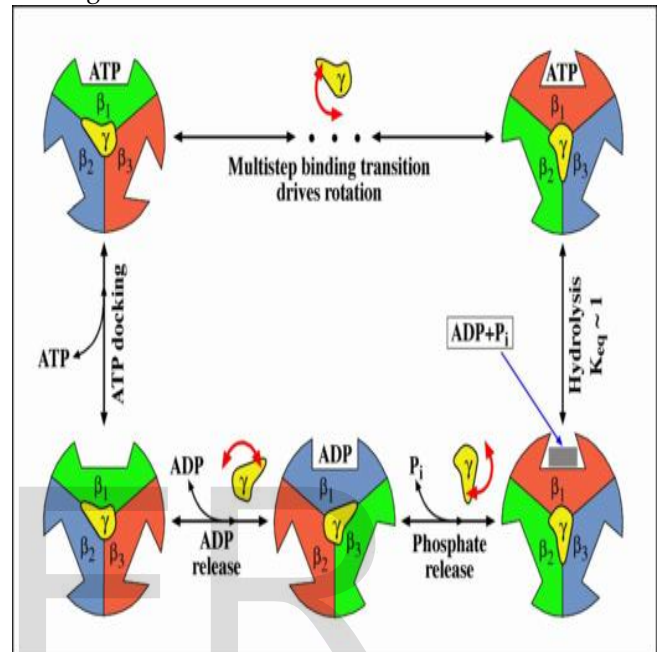 ATP
β1
γ
β2
β3
γ
Multistep binding transition
drives rotation
ATP
β1
γ
β2
β3
ATP docking
ATP
Hydrolysis
Keq ~ 1
ADP+Pi
β1
γ
β2
β3
ADP
γ
ADP
release
ADP
β1
γ
β2
β3
Pi
γ
Phosphate
release
β1
γ
β2
β3